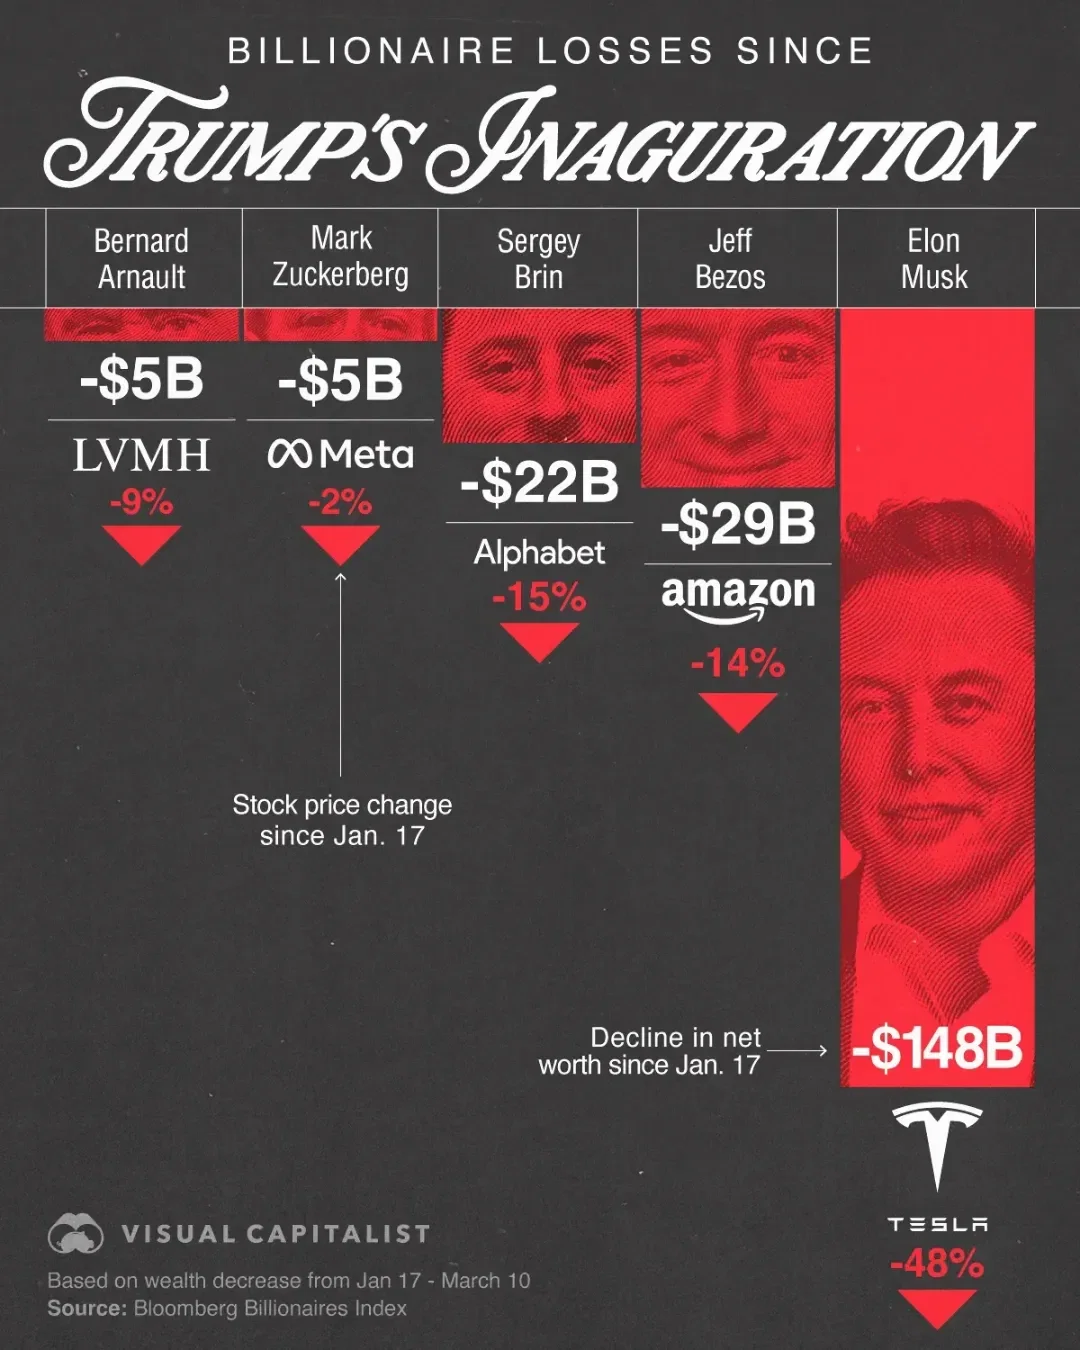 BILLIONAIRE LOSSES SINCE
TRUMP'S INAGURATION
Bernard
Arnault
Mark
Zuckerberg
Sergey
Brin
Jeff
Bezos
Elon
Musk
-$5B
LVMH
-9%
-$5B
Meta
-2%
-$22B
Alphabet
-15%
-$29B
amazon
-14%
Stock price change
since Jan. 17
Decline in net
worth since Jan. 17
-$148B
TESLA
-48%
VISUAL CAPITALIST
Based on wealth decrease from Jan 17 - March 10
Source: Bloomberg Billionaires Index